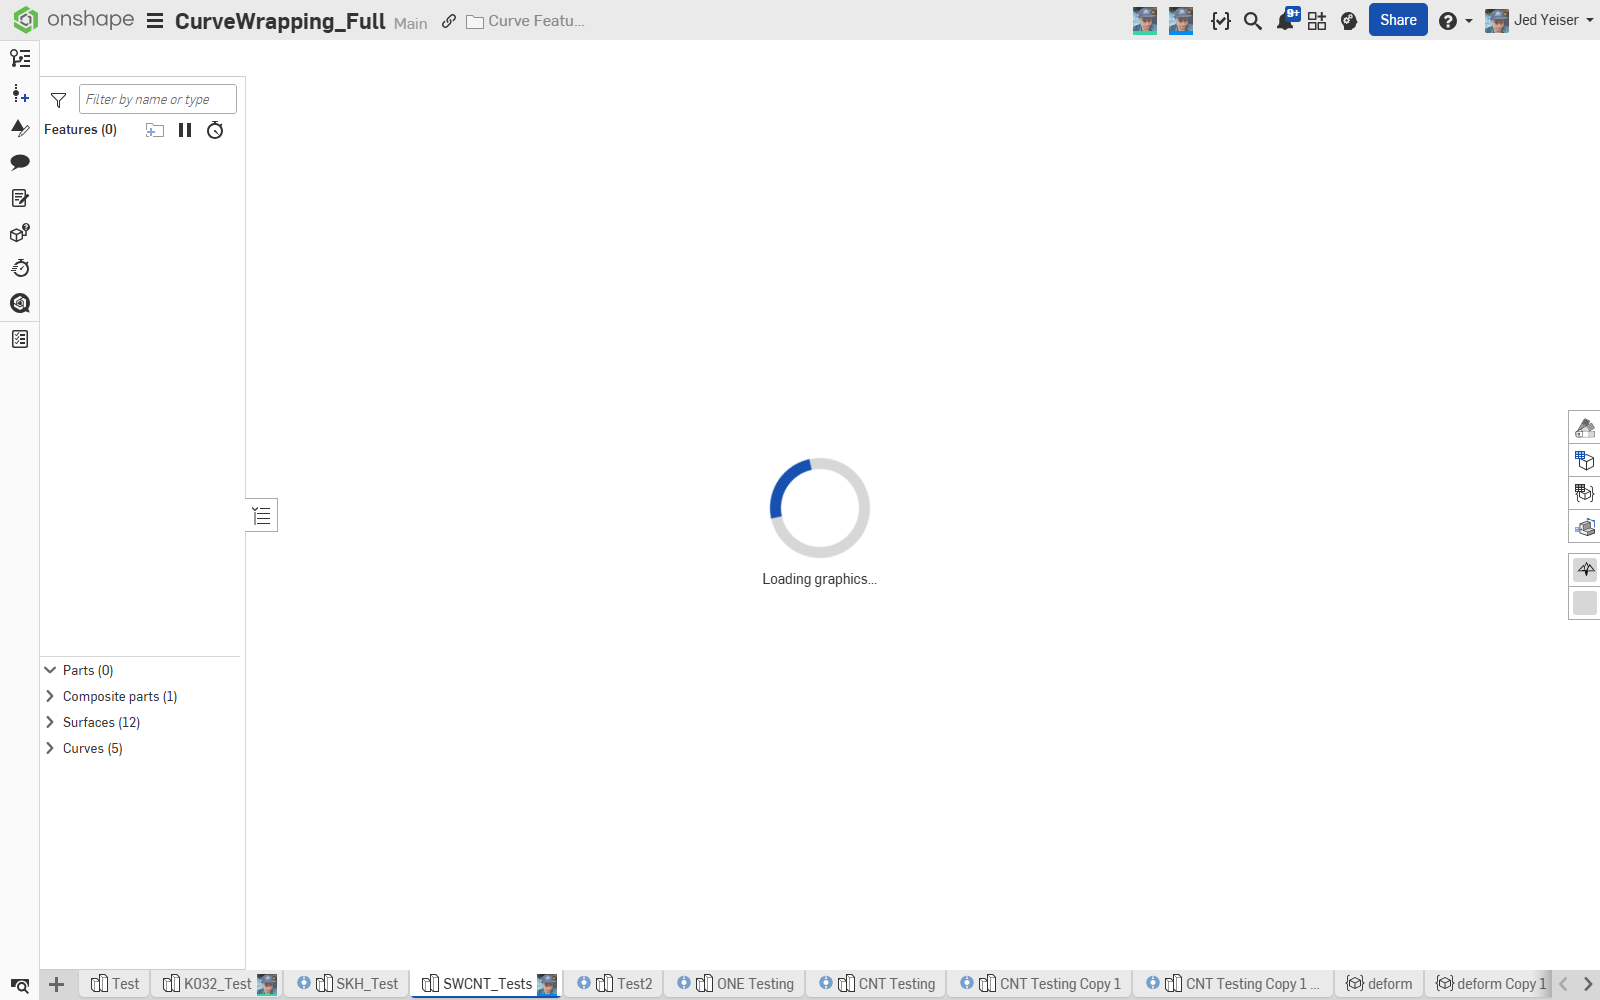 onshape CurveWrapping_Full Main Curve Featu... 9+ Share Jed Yeiser
Filter by name or type
Features (0)
Loading graphics...
Parts (0)
Composite parts (1)
Surfaces (12)
Curves (5)
Test K032_Test SKH_Test SWCNT_Tests Test2 ONE Testing CNT Testing CNT Testing Copy 1 CNT Testing Copy 1 ... deform deform Copy 1